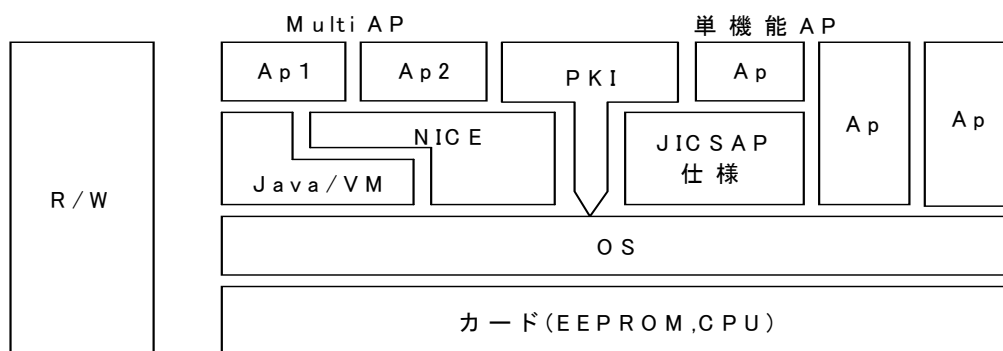 Multi AP
単機能AP
Ap1
Ap2
PKI
Ap
Ap
Ap
NICE
JICSAP
仕様
Java/VM
R/W
OS
カード(EEPROM,CPU)